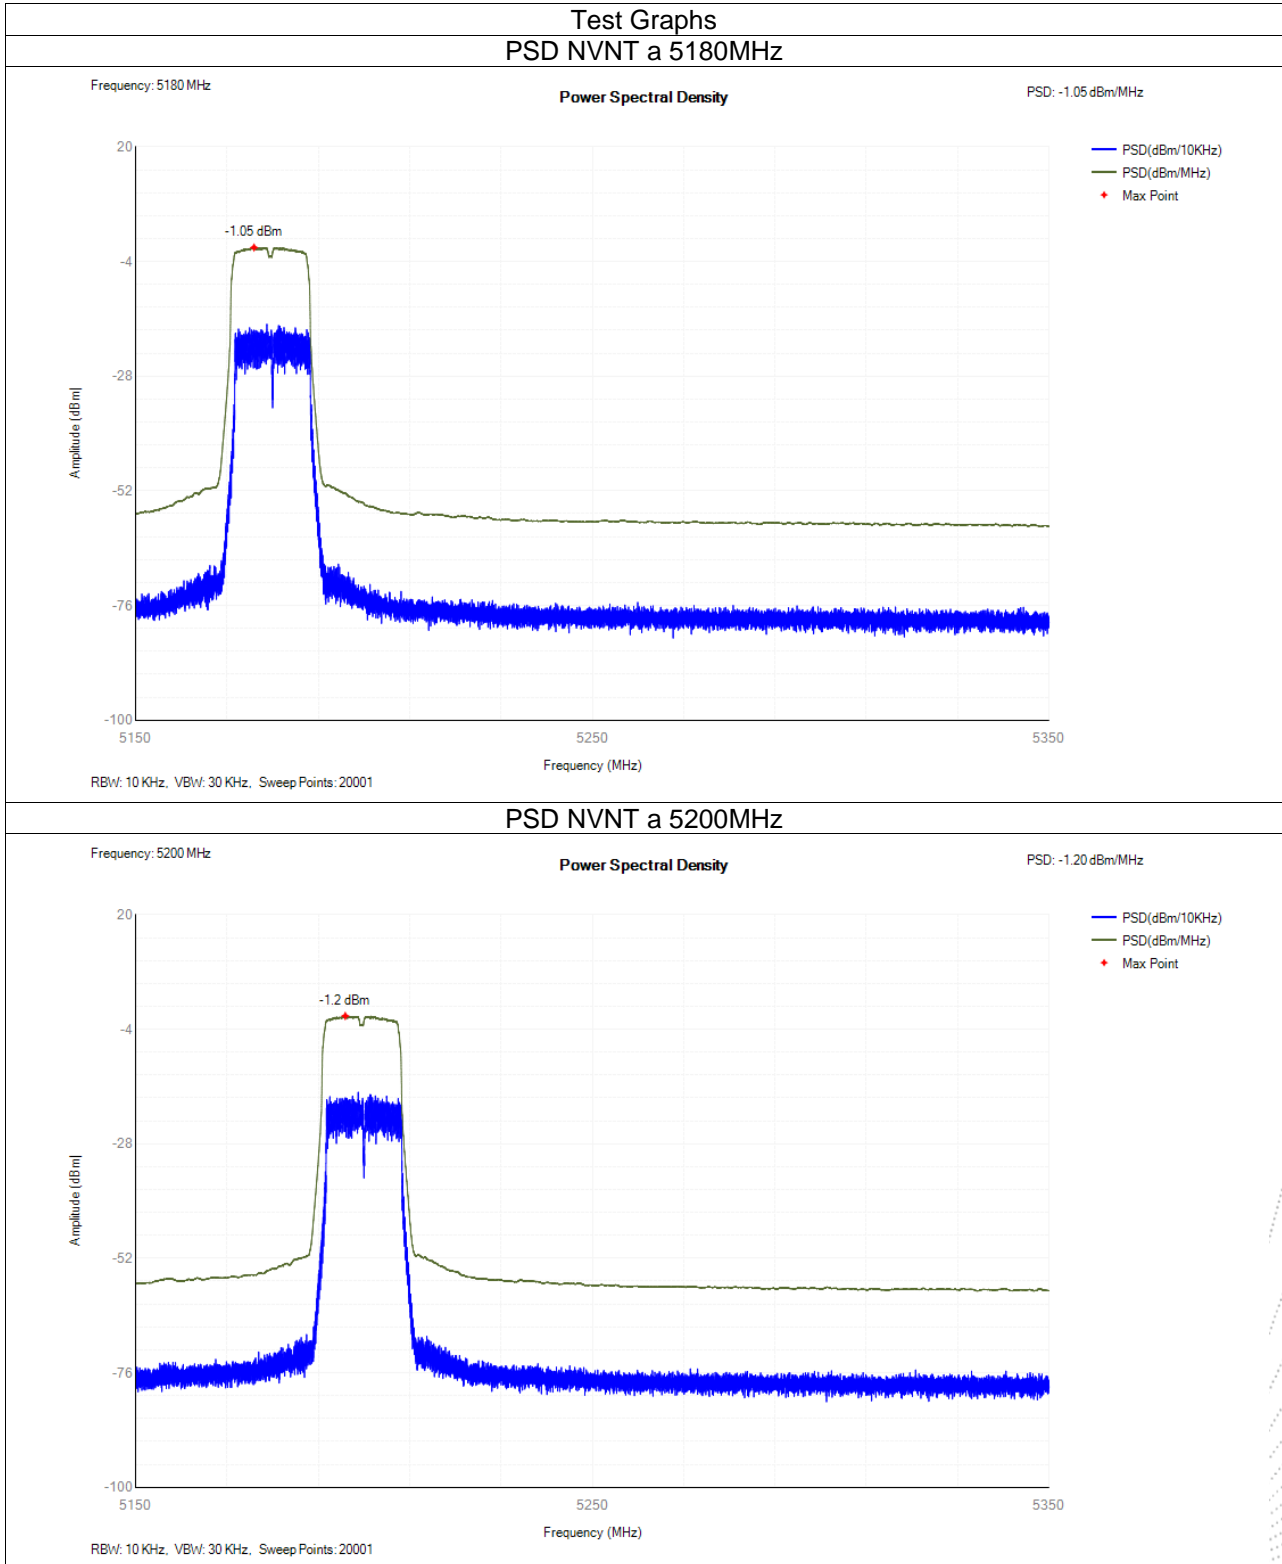 Test Graphs
PSD NVNT a 5180MHz
Frequency: 5180 MHz
Power Spectral Density
PSD: -1.05 dBm/MHz
PSD(dBm/10KHz)
PSD(dBm/MHz)
Max Point
20
-1.05 dBm
-4
-28
Amplitude (dBm)
-52
-76
-100
5150 5250 5350
Frequency (MHz)
RBW: 10 KHz, VBW: 30 KHz, Sweep Points: 20001
PSD NVNT a 5200MHz
Frequency: 5200 MHz
Power Spectral Density
PSD: -1.20 dBm/MHz
PSD(dBm/10KHz)
PSD(dBm/MHz)
Max Point
20
-1.2 dBm
-4
-28
Amplitude (dBm)
-52
-76
-100
5150 5250 5350
Frequency (MHz)
RBW: 10 KHz, VBW: 30 KHz, Sweep Points: 20001